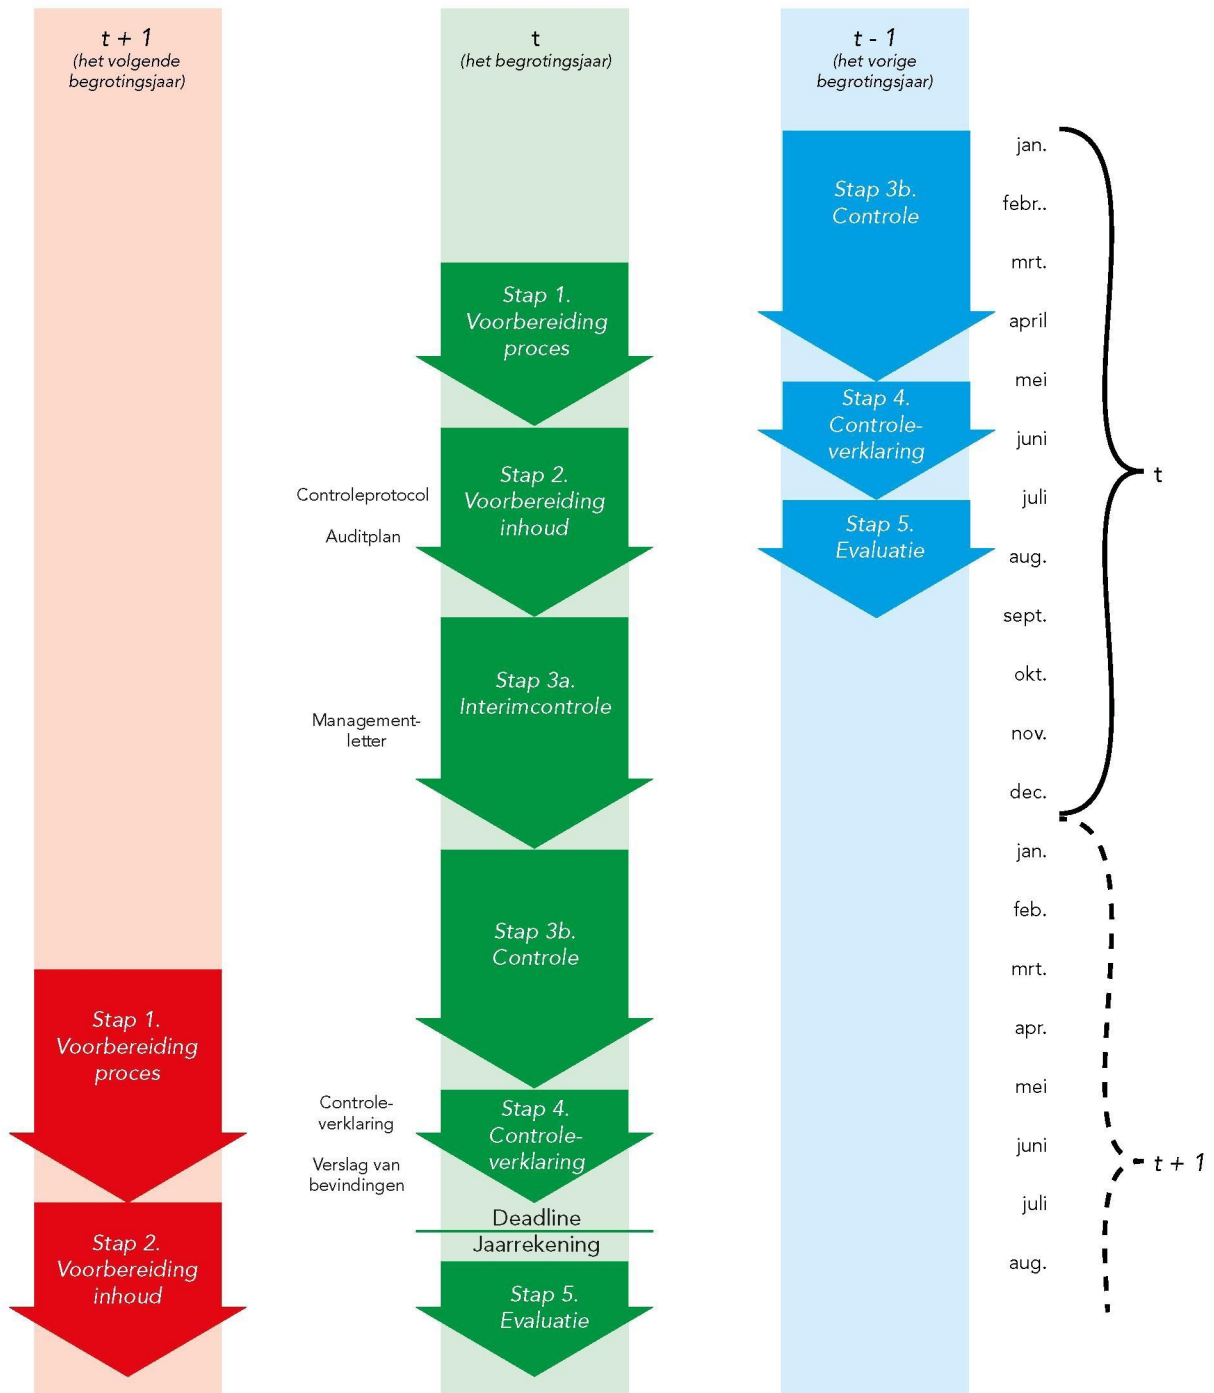 t + 1
(het volgende
begrotingsjaar)
t
(het begrotingsjaar)
t - 1
(het vorige
begrotingsjaar)
Stap 3b.
Controle
Stap 4.
Controle-
verklaring
Stap 5.
Evaluatie
Stap 1.
Voorbereiding
proces
Stap 2.
Voorbereiding
inhoud
Controleprotocol
Auditplan
Stap 3a.
Interimcontrole
Management-
letter
Stap 3b.
Controle
Stap 4.
Controle-
verklaring
Controle-
verklaring
Verslag van
bevindingen
Deadline
Jaarrekening
Stap 5.
Evaluatie
Stap 1.
Voorbereiding
proces
Stap 2.
Voorbereiding
inhoud
jan.
febr..
mrt.
april
mei
juni
juli
aug.
sept.
okt.
nov.
dec.
t
jan.
feb.
mrt.
apr.
mei
juni
juli
aug.
t + 1